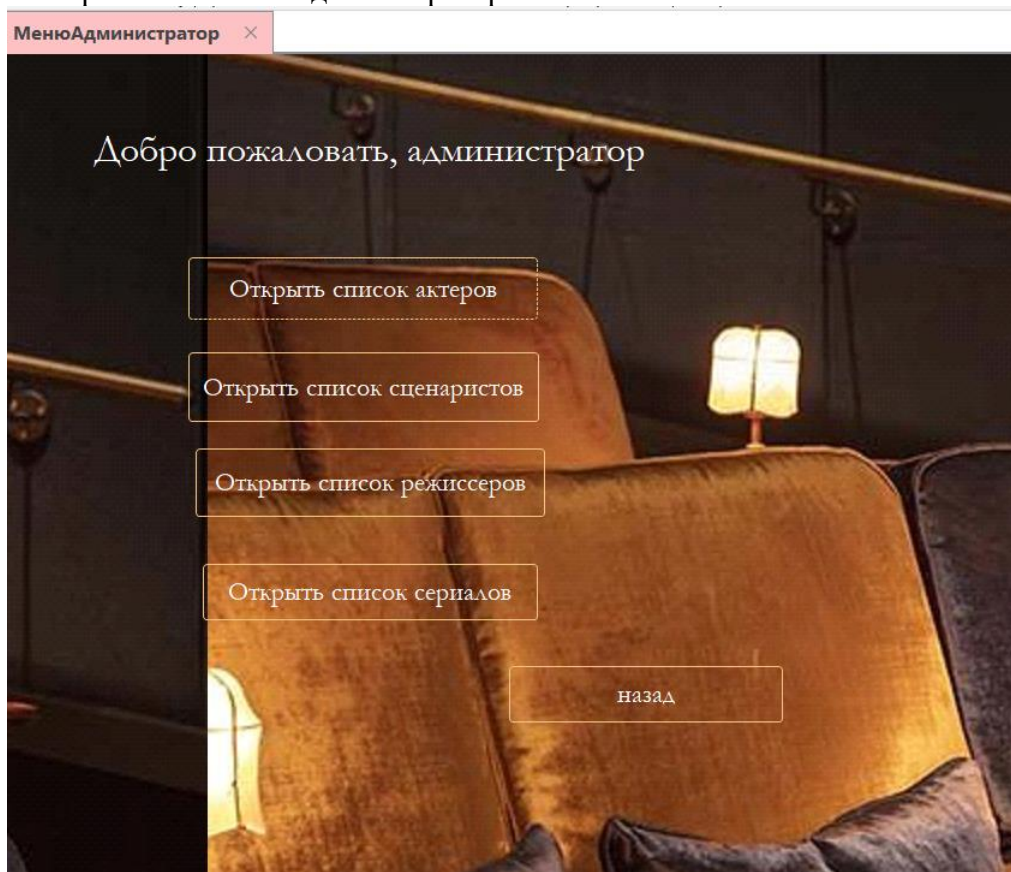 МенюАдминистратор
Добро пожаловать, администратор
Открыть список актеров
Открыть список сценаристов
Открыть список режиссеров
Открыть список сериалов
назад